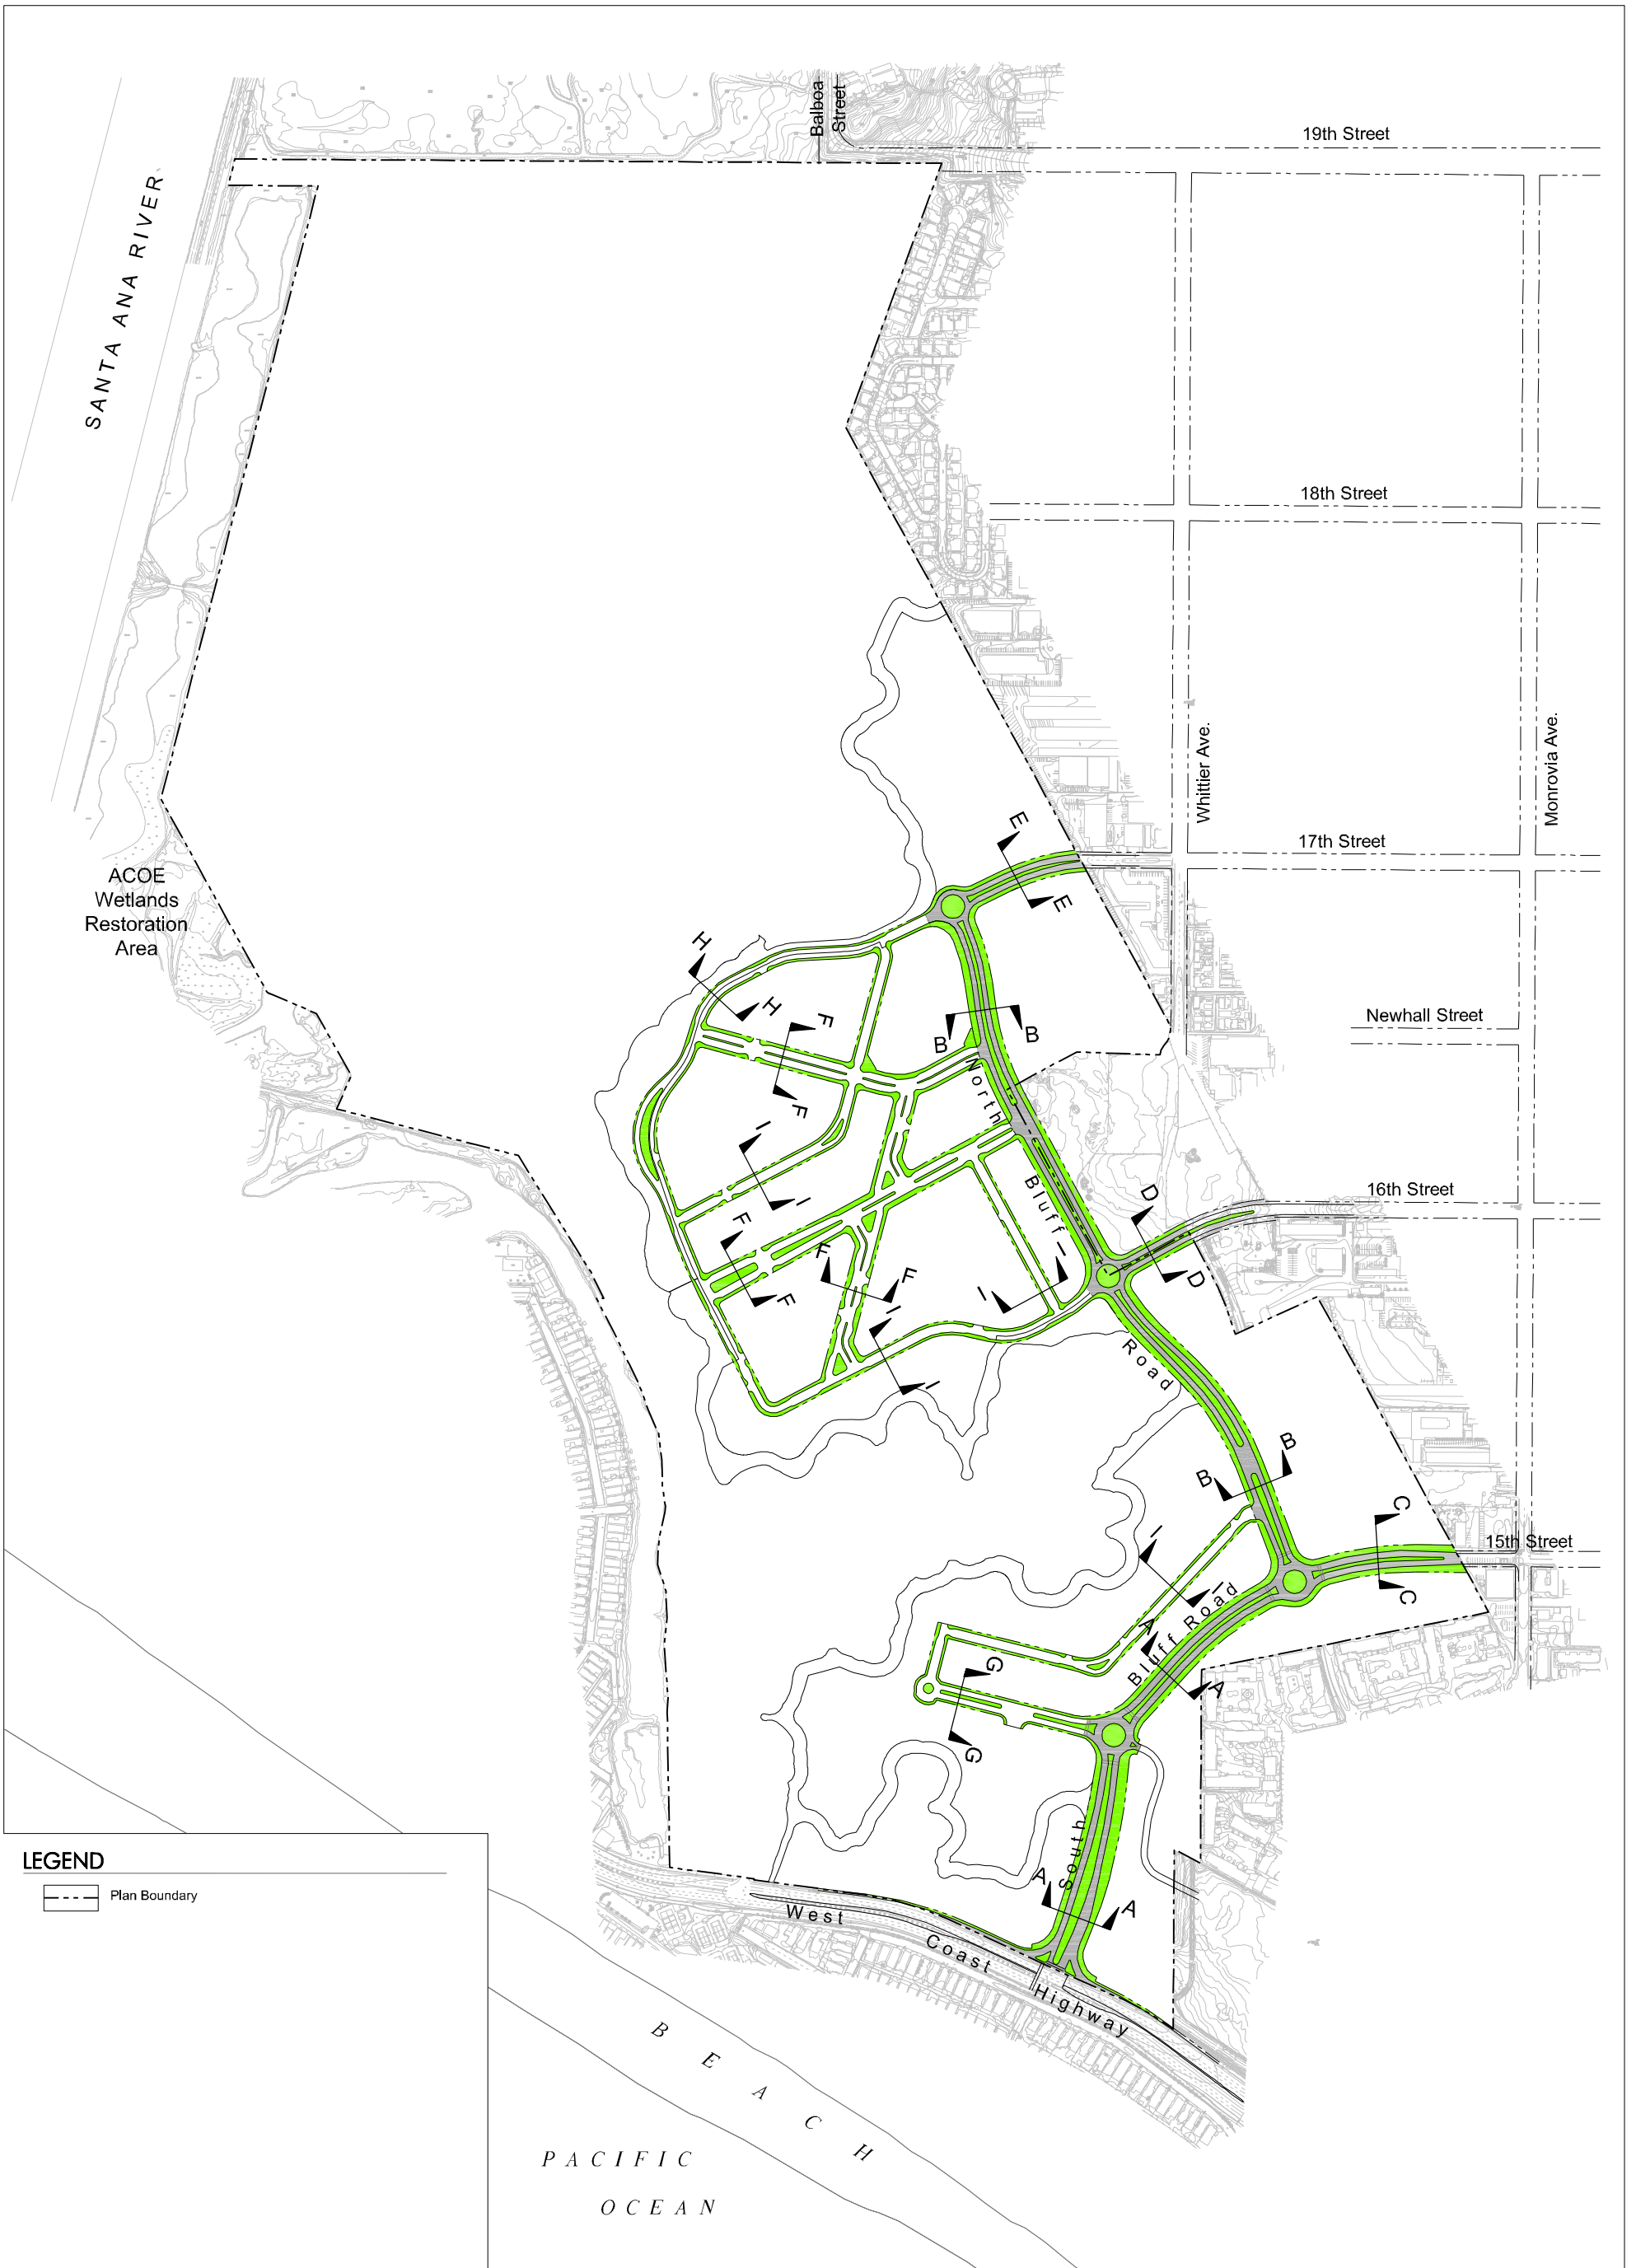 Balboa
Street
19th Street
SANTA ANA RIVER
18th Street
Whittier Ave.
Monrovia Ave.
17th Street
E
E
ACOE
Wetlands
Restoration
Area
H
H
F
F
B
B
Newhall Street
North
Bluff
Road
I
I
16th Street
D
D
F
F
F
F
I
I
I
I
B
B
C
C
15th Street
I
I
A
A
Bluff Road
G
G
South
A
A
West
Coast
Highway
LEGEND
Plan Boundary
BEACH
PACIFIC
OCEAN